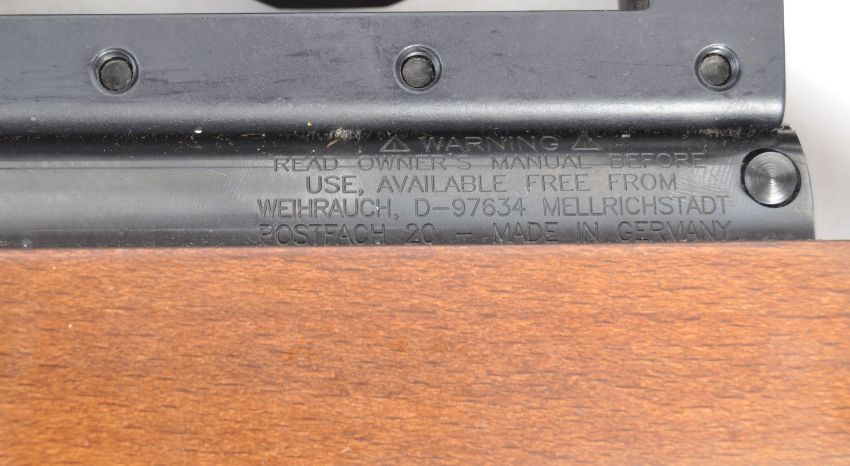 ⚠ WARNING ⚠
READ OWNER'S MANUAL BEFORE
USE, AVAILABLE FREE FROM
WEIHRAUCH, D-97634 MELLRICHSTADT
POSTFACH 20 - MADE IN GERMANY